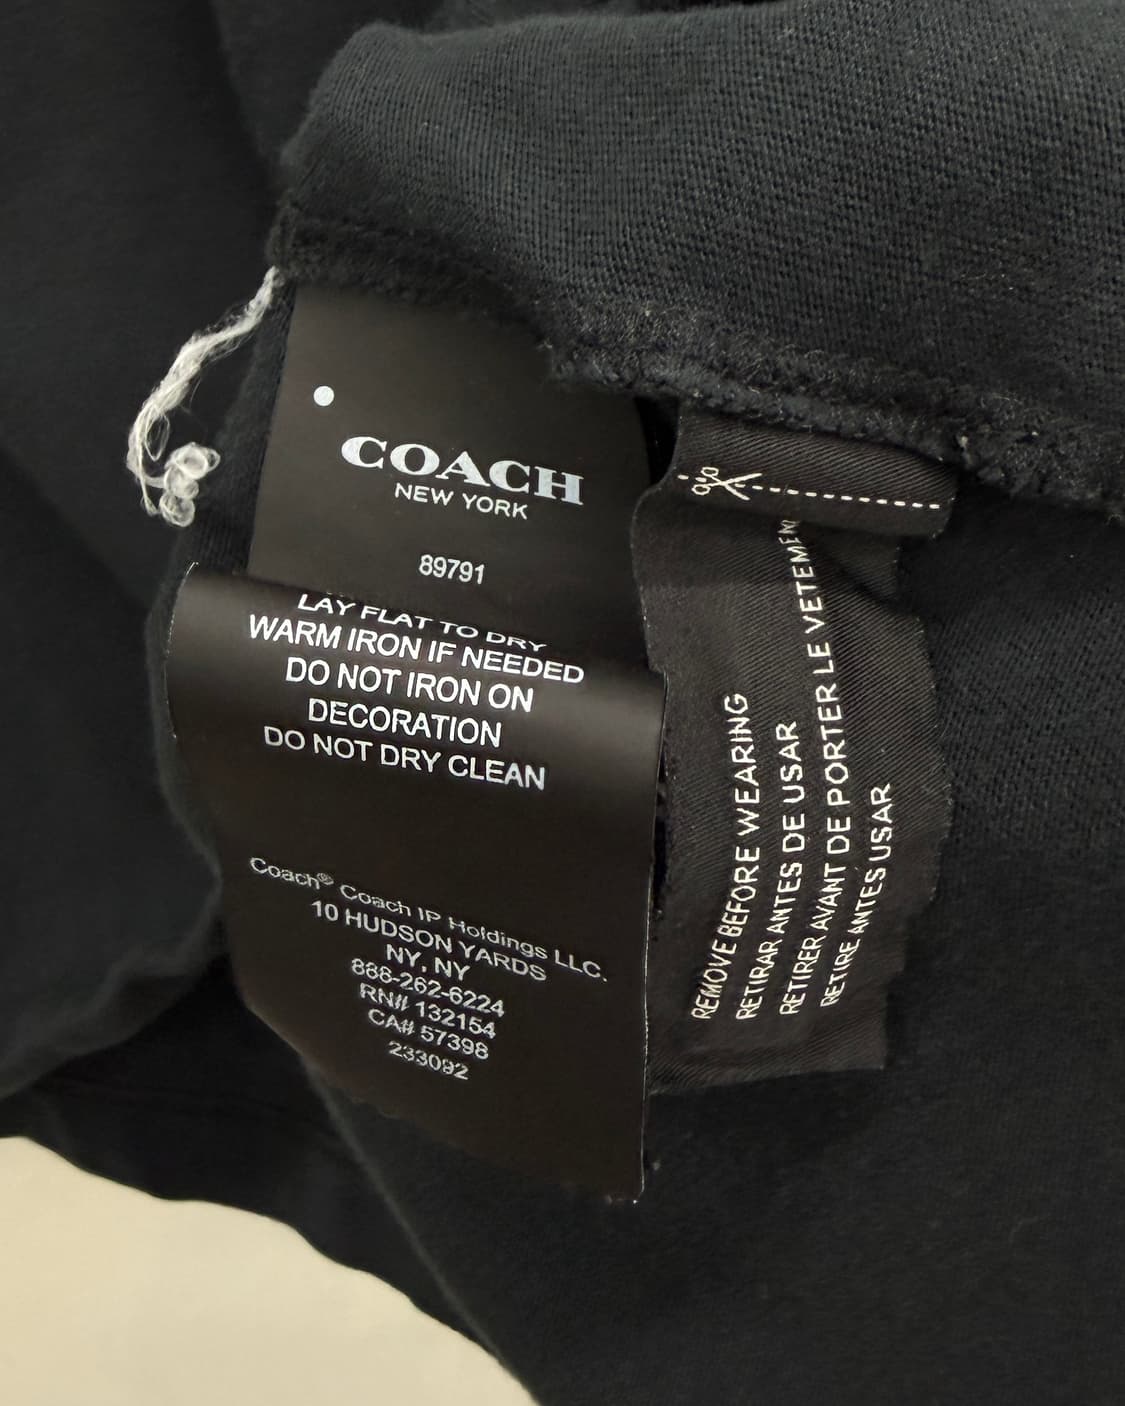 COACH
NEW YORK
89791
LAY FLAT TO DRY
WARM IRON IF NEEDED
DO NOT IRON ON
DECORATION
DO NOT DRY CLEAN
Coach® Coach IP Holdings LLC.
10 HUDSON YARDS
NY, NY
888-262-6224
RN# 132154
CA# 57398
233092
REMOVE BEFORE WEARING
RETIRAR ANTES DE USAR
RETIRER AVANT DE PORTER LE VETEMEN
RETIRE ANTES USAR